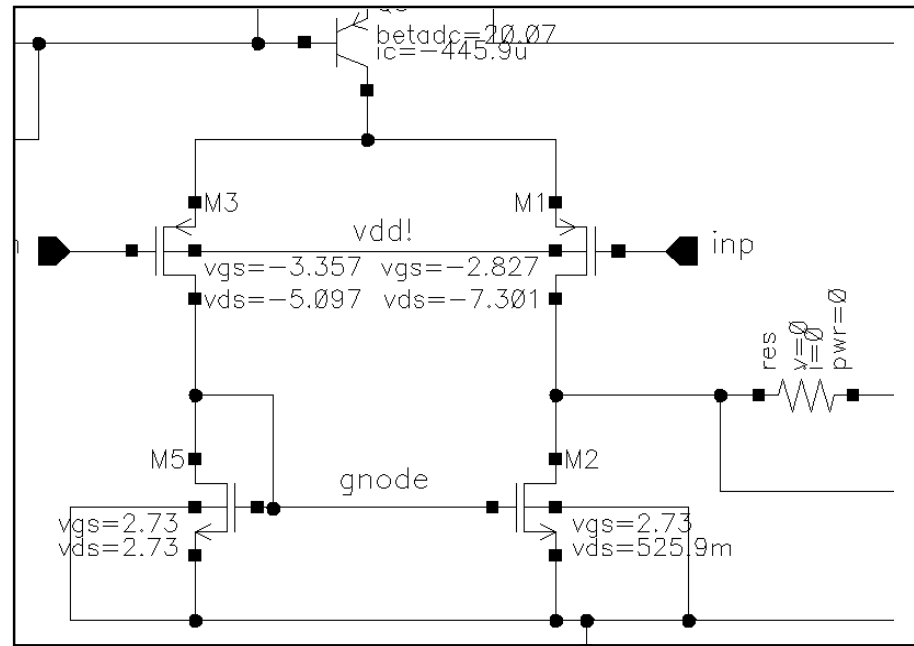 betadc=20.07
ic=-445.9u
M3
M1
vdd!
inp
vgs=-3.357
vgs=-2.827
vds=-5.097
vds=-7.301
res
v=0
i=0
pwr=0
M5
M2
gnode
vgs=2.73
vds=2.73
vgs=2.73
vds=525.9m